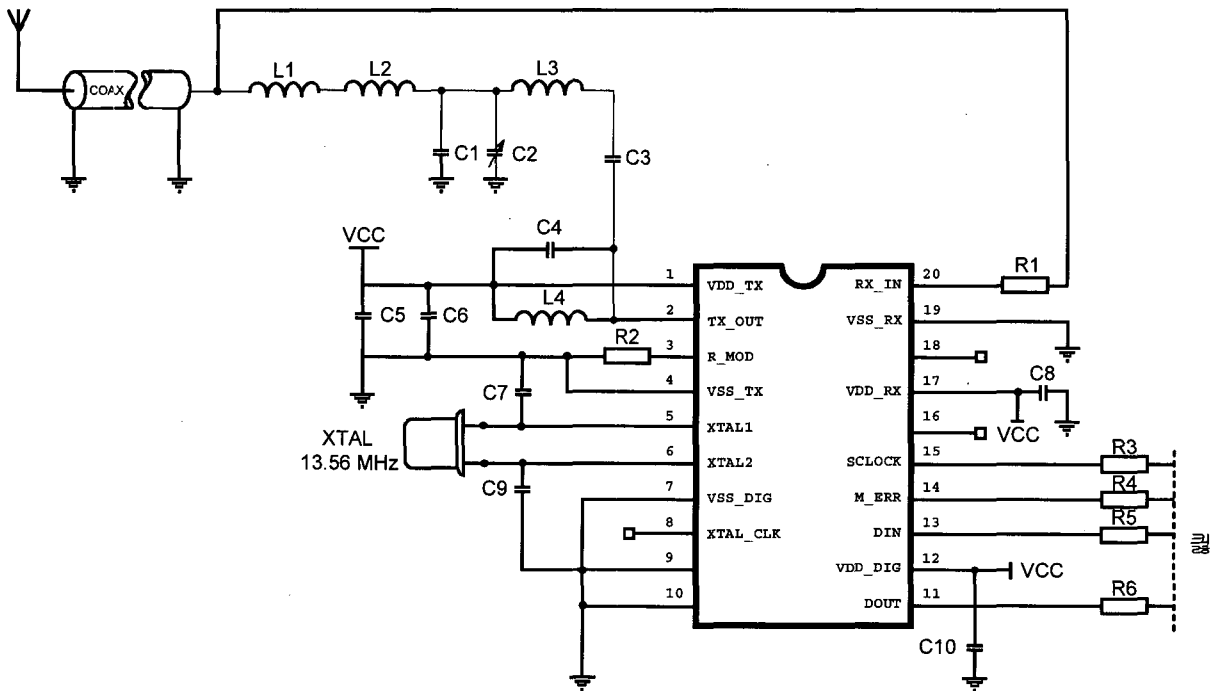 COAX
L1
L2
L3
C1
C2
C3
VCC
C4
L4
C5
C6
R2
C7
XTAL
13.56 MHz
C9
1
VDD_TX
2
TX_OUT
3
R_MOD
4
VSS_TX
5
XTAL1
6
XTAL2
7
VSS_DIG
8
XTAL_CLK
9
10
RX_IN
20
R1
VSS_RX
19
18
VDD_RX
17
C8
VCC
16
SCLOCK
15
R3
M_ERR
14
R4
DIN
13
R5
VDD_DIG
12
VCC
DOUT
11
R6
C10